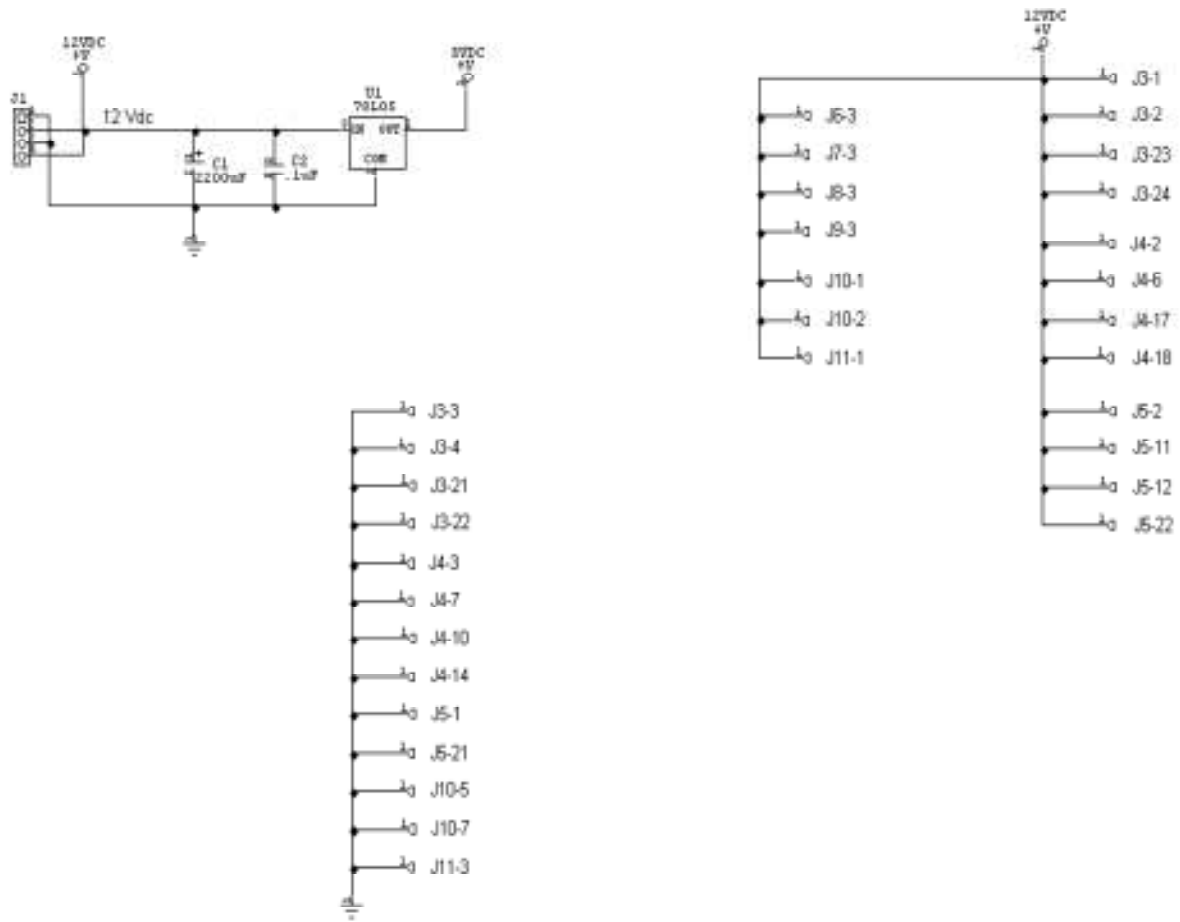 12VDC
+V
J1
12 Vdc
C1
2200uF
C2
.1uF
U1
78L05
IN OUT
COM
5VDC
+V
12VDC
+V
J6-3
J7-3
J8-3
J9-3
J10-1
J10-2
J11-1
J3-1
J3-2
J3-23
J3-24
J4-2
J4-6
J4-17
J4-18
J5-2
J5-11
J5-12
J5-22
J3-3
J3-4
J3-21
J3-22
J4-3
J4-7
J4-10
J4-14
J5-1
J5-21
J10-5
J10-7
J11-3